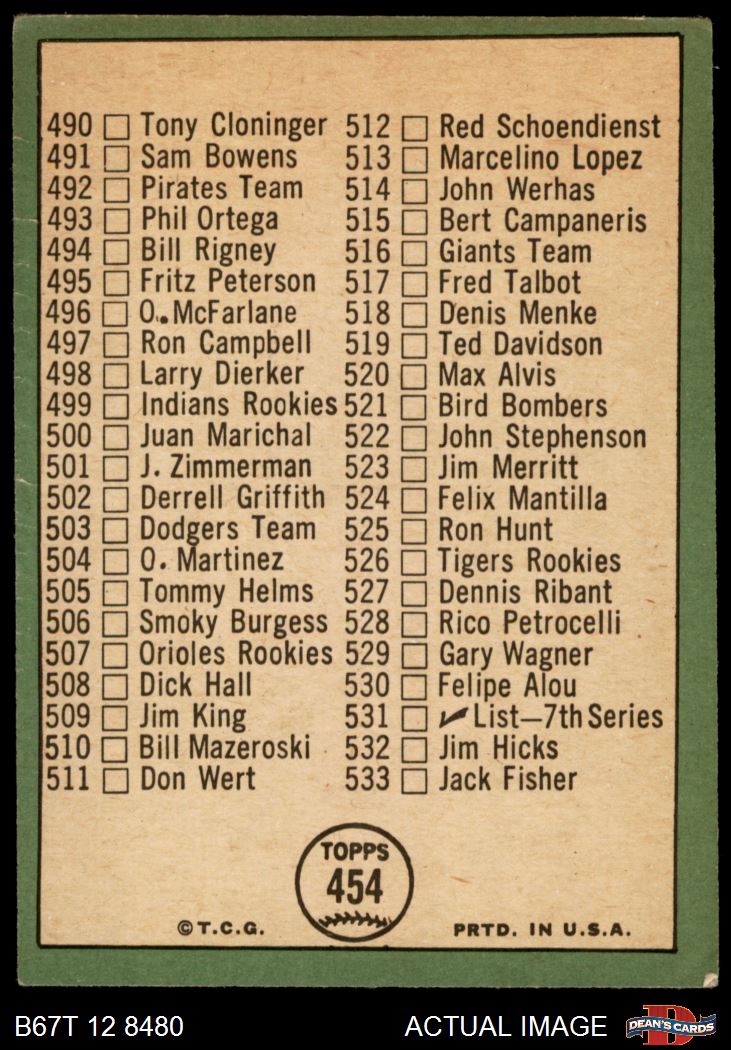 490 Tony Cloninger
491 Sam Bowens
492 Pirates Team
493 Phil Ortega
494 Bill Rigney
495 Fritz Peterson
496 O. McFarlane
497 Ron Campbell
498 Larry Dierker
499 Indians Rookies
500 Juan Marichal
501 J. Zimmerman
502 Derrell Griffith
503 Dodgers Team
504 O. Martinez
505 Tommy Helms
506 Smoky Burgess
507 Orioles Rookies
508 Dick Hall
509 Jim King
510 Bill Mazeroski
511 Don Wert
512 Red Schoendienst
513 Marcelino Lopez
514 John Werhas
515 Bert Campaneris
516 Giants Team
517 Fred Talbot
518 Denis Menke
519 Ted Davidson
520 Max Alvis
521 Bird Bombers
522 John Stephenson
523 Jim Merritt
524 Felix Mantilla
525 Ron Hunt
526 Tigers Rookies
527 Dennis Ribant
528 Rico Petrocelli
529 Gary Wagner
530 Felipe Alou
531 ✓List—7th Series
532 Jim Hicks
533 Jack Fisher
TOPPS
454
©T.C.G.
PRTD. IN U.S.A.
B67T 12 8480
ACTUAL IMAGE
D
DEAN'S CARDS